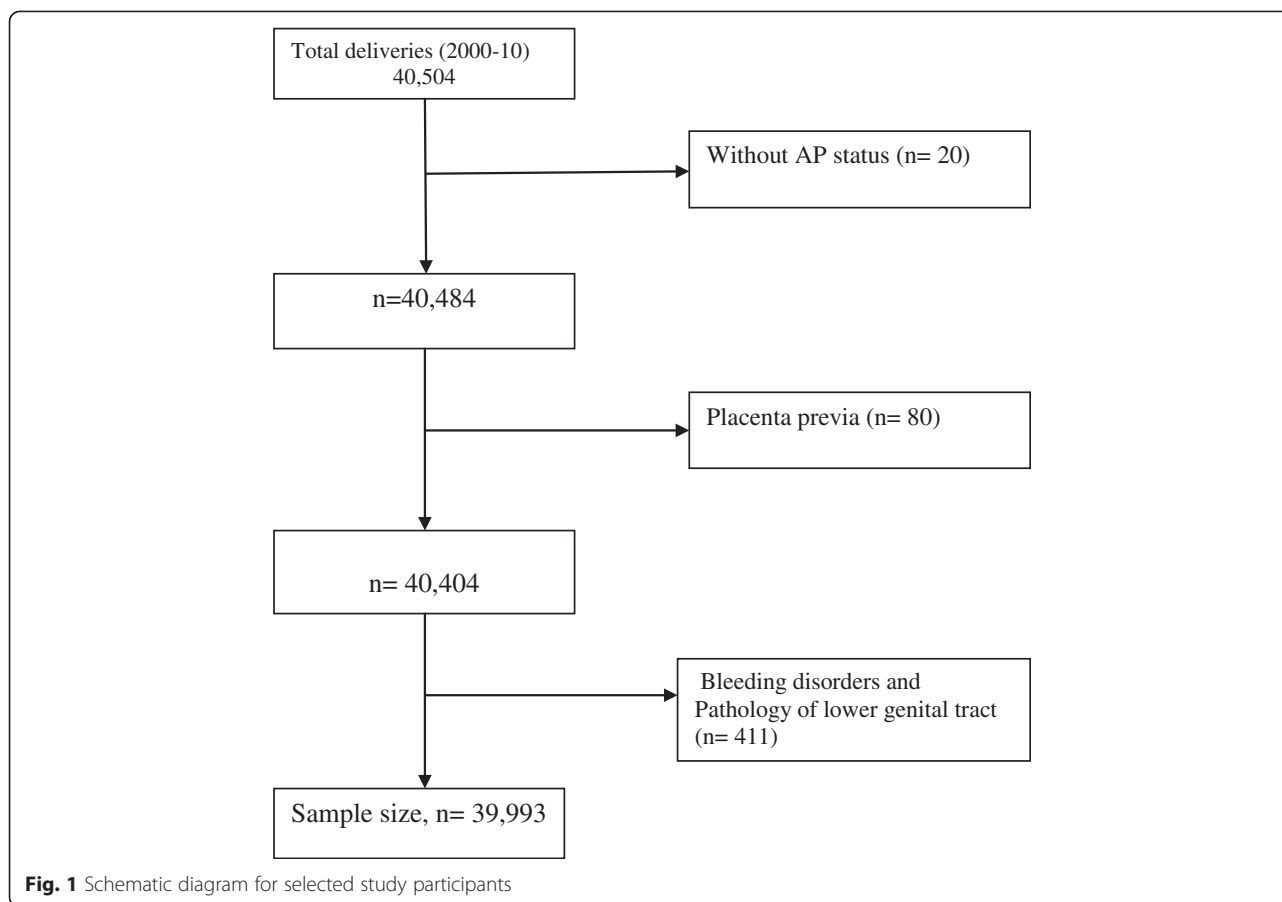 Total deliveries (2000-10)
40,504
Without AP status (n= 20)
n=40,484
Placenta previa (n= 80)
n= 40,404
Bleeding disorders and
Pathology of lower genital tract
(n= 411)
Sample size, n= 39,993
Fig. 1 Schematic diagram for selected study participants